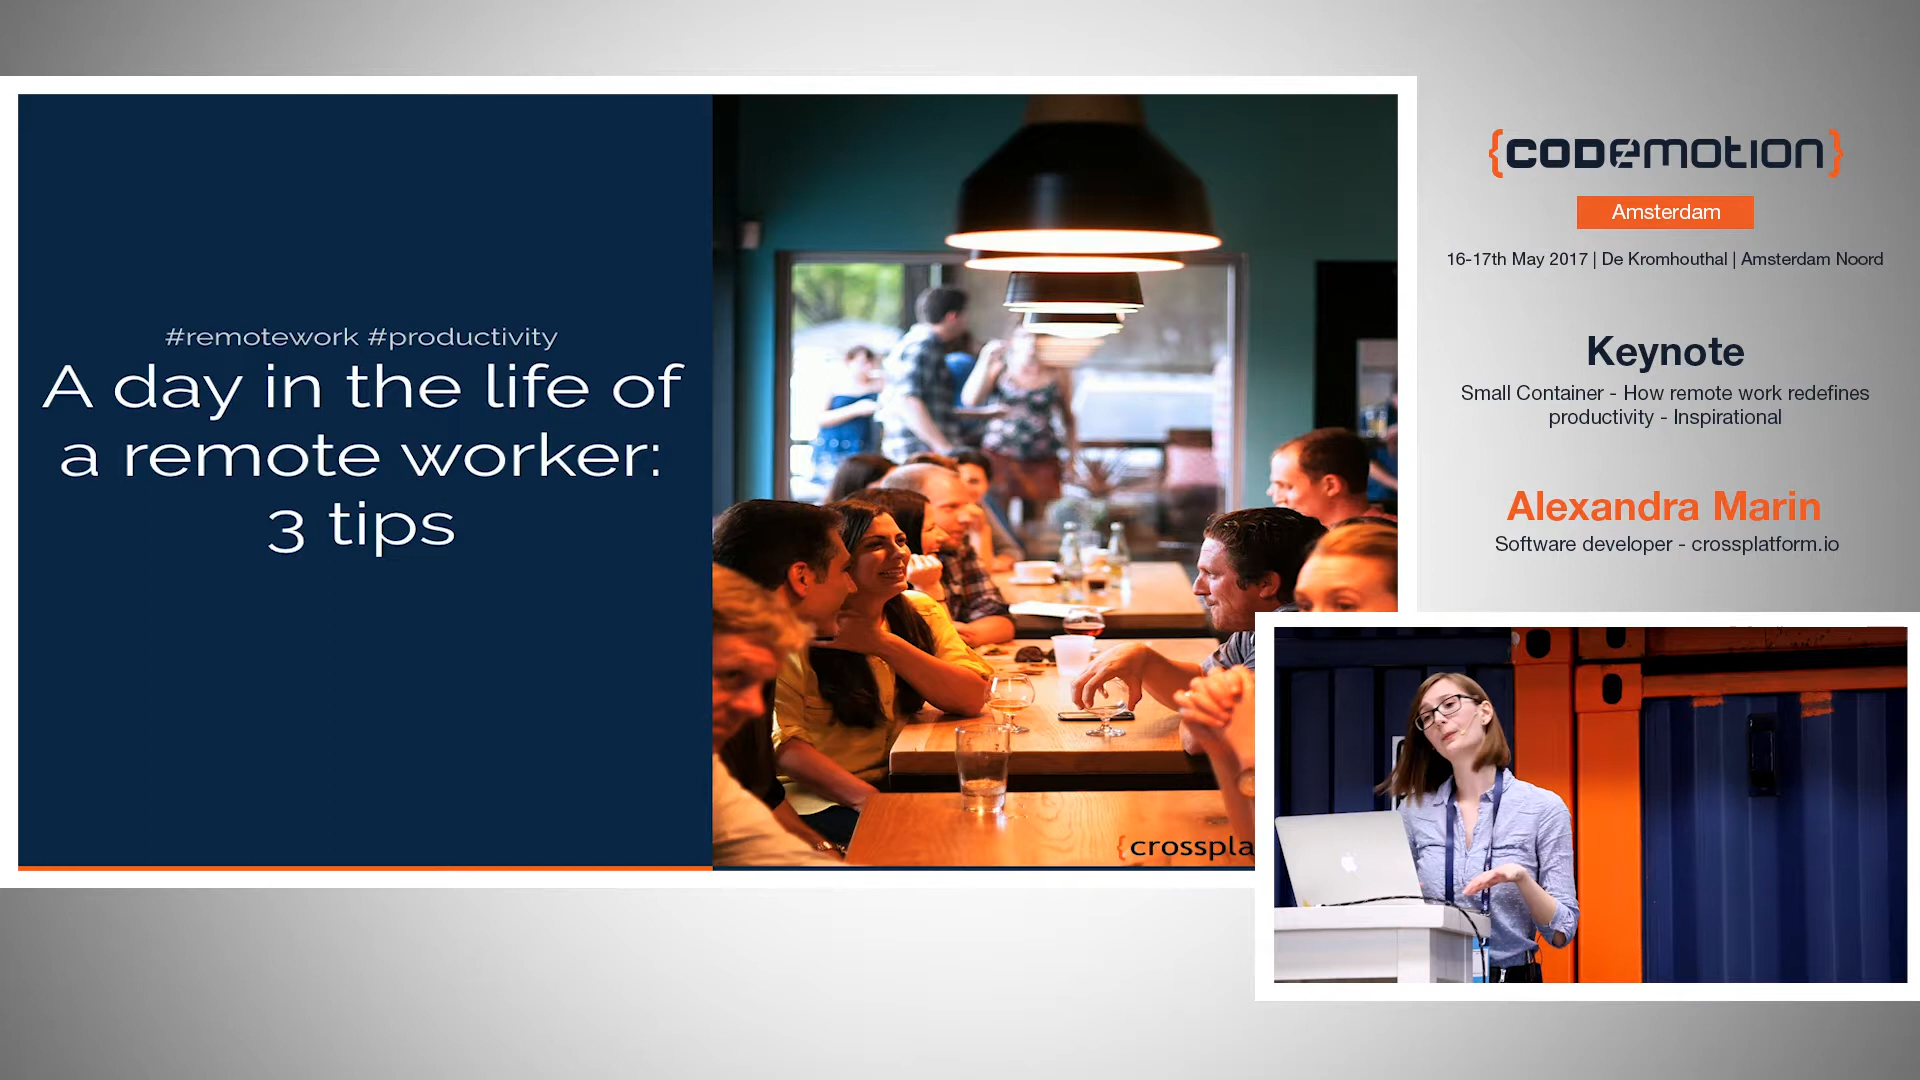 #remotework #productivity
A day in the life of
a remote worker:
3 tips
{crosspla
{CODEMOTION}
Amsterdam
16-17th May 2017 | De Kromhouthal | Amsterdam Noord
Keynote
Small Container - How remote work redefines
productivity - Inspirational
Alexandra Marin
Software developer - crossplatform.io